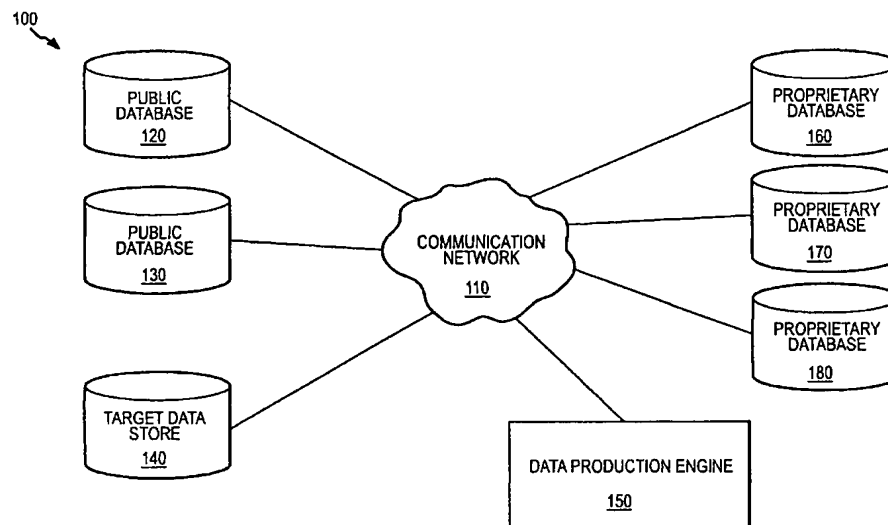 100
PUBLIC
DATABASE
120
PUBLIC
DATABASE
130
TARGET DATA
STORE
140
COMMUNICATION
NETWORK
110
DATA PRODUCTION ENGINE
150
PROPRIETARY
DATABASE
160
PROPRIETARY
DATABASE
170
PROPRIETARY
DATABASE
180